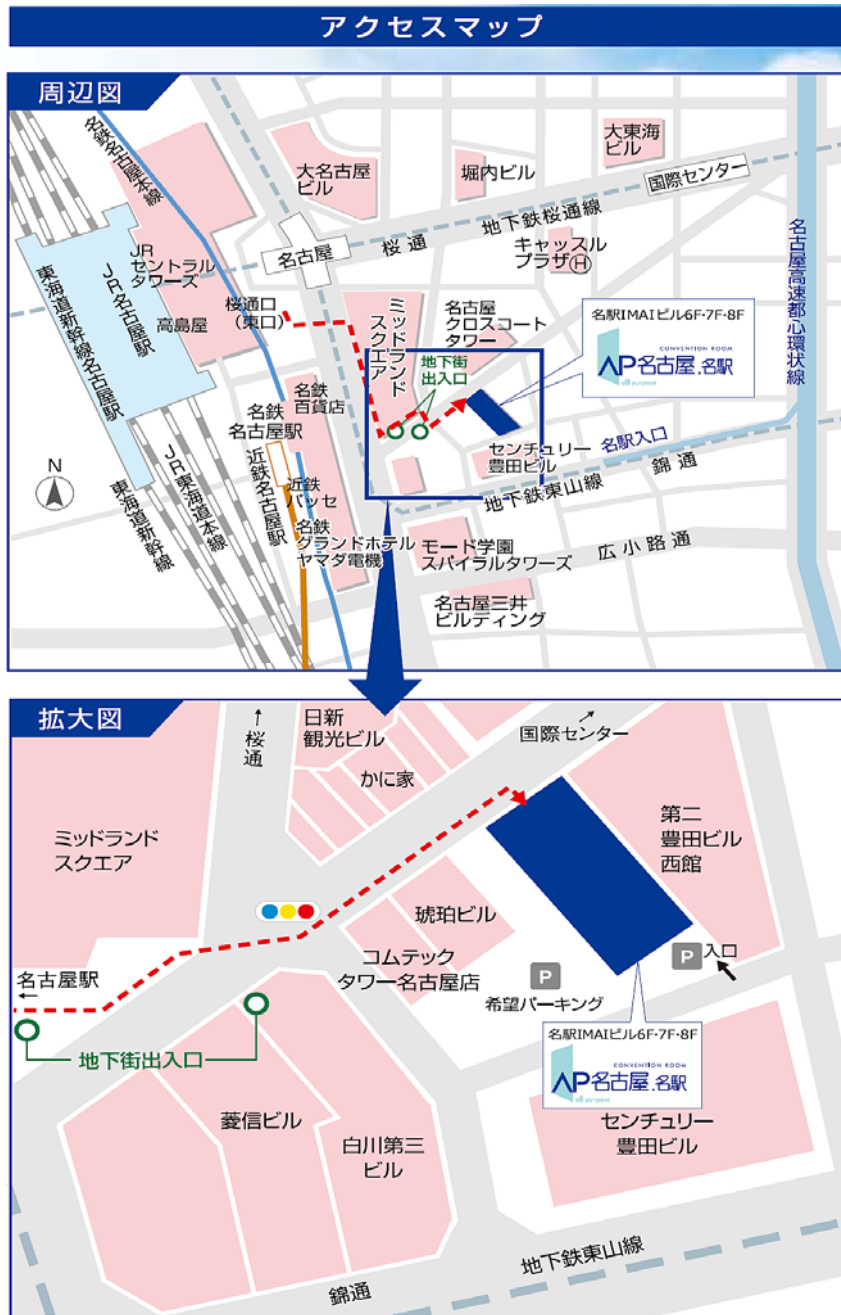 アクセスマップ
周辺図
名鉄名古屋本線
大名古屋
ビル
堀内ビル
大東海
ビル
国際センター
地下鉄桜通線
桜通
名古屋
キャッスル
プラザⒽ
名古屋高速都心環状線
JR
セントラル
タワーズ
JR名古屋駅
東海道新幹線名古屋駅
高島屋
桜通口
(東口)
ミッドランド
スクエア
名古屋
クロスコート
タワー
名駅IMAIビル6F・7F・8F
CONVENTION ROOM
AP名古屋.名駅
all purpose
地下街
出入口
名鉄
百貨店
名鉄
名古屋駅
近鉄名古屋駅
近鉄
パッセ
センチュリー
豊田ビル
名駅入口
錦通
地下鉄東山線
N
JR東海道本線
東海道新幹線
名鉄
グランドホテル
ヤマダ電機
モード学園
スパイラルタワーズ
広小路通
名古屋三井
ビルディング
拡大図
↑
桜通
日新
観光ビル
かに家
国際センター
→
ミッドランド
スクエア
第二
豊田ビル
西館
琥珀ビル
コムテック
タワー名古屋店
名古屋駅
←
P
希望パーキング
P 入口
地下街出入口
名駅IMAIビル6F・7F・8F
CONVENTION ROOM
AP名古屋.名駅
all purpose
菱信ビル
白川第三
ビル
センチュリー
豊田ビル
地下鉄東山線
錦通